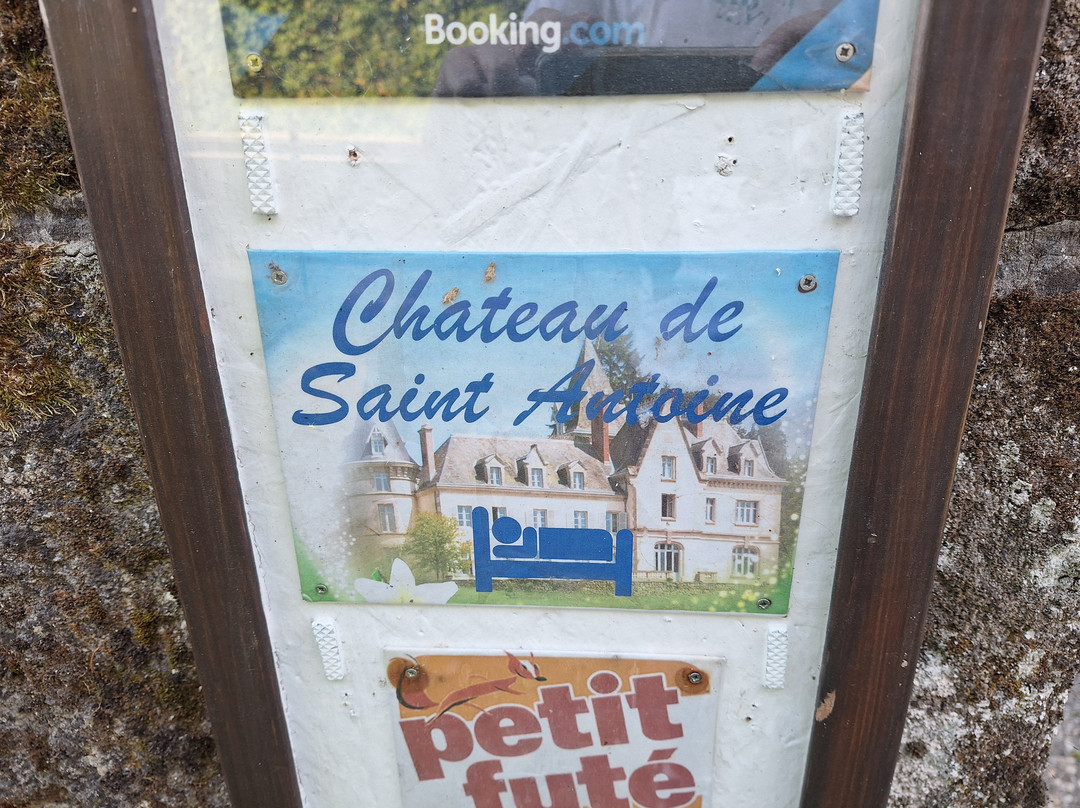 Booking.com
Chateau de
Saint Antoine
petit
futé